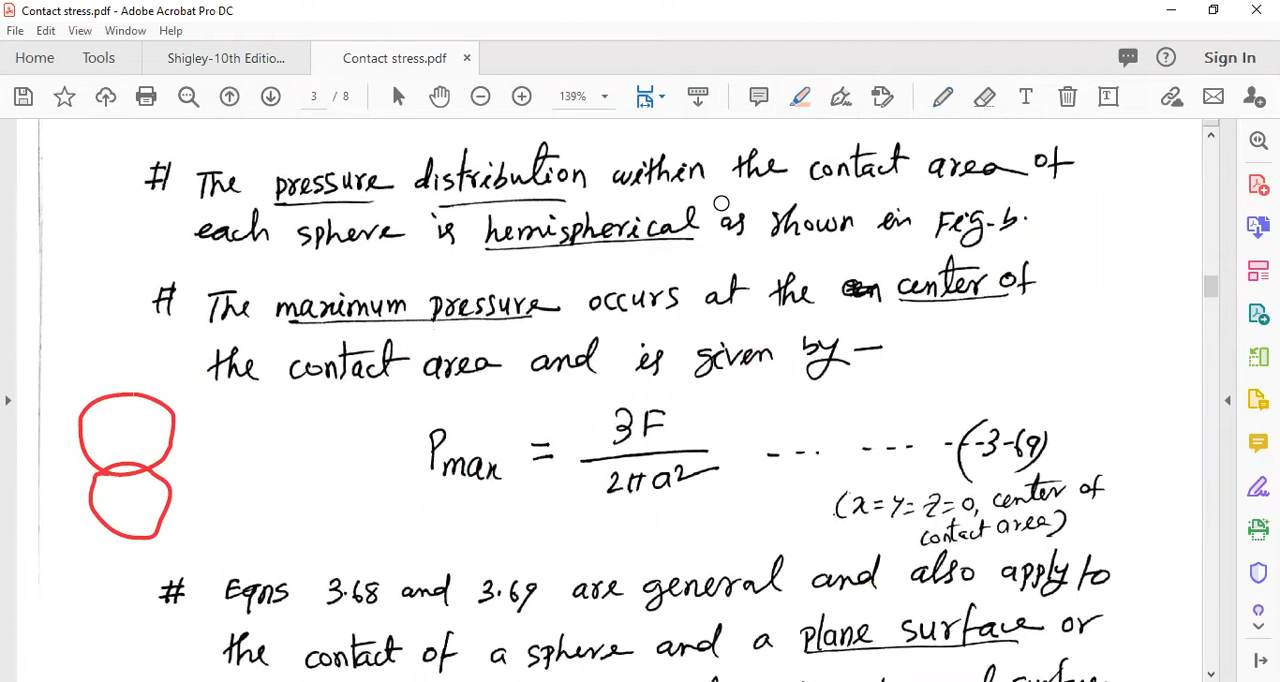 Contact stress.pdf - Adobe Acrobat Pro DC
File Edit View Window Help
Home Tools Shigley-10th Editio... Contact stress.pdf × Sign In
3 / 8 139%
# The pressure distribution within the contact area of
each sphere is hemispherical as shown in Fig-b.
# The maximum pressure occurs at the center of
the contact area and is given by —
Pmax = 3F / 2πa² - - .. . - - - - (-3-69)
(x = y = z = 0, center of
contact area)
# Eqns 3.68 and 3.69 are general and also apply to
the contact of a sphere and a plane surface or